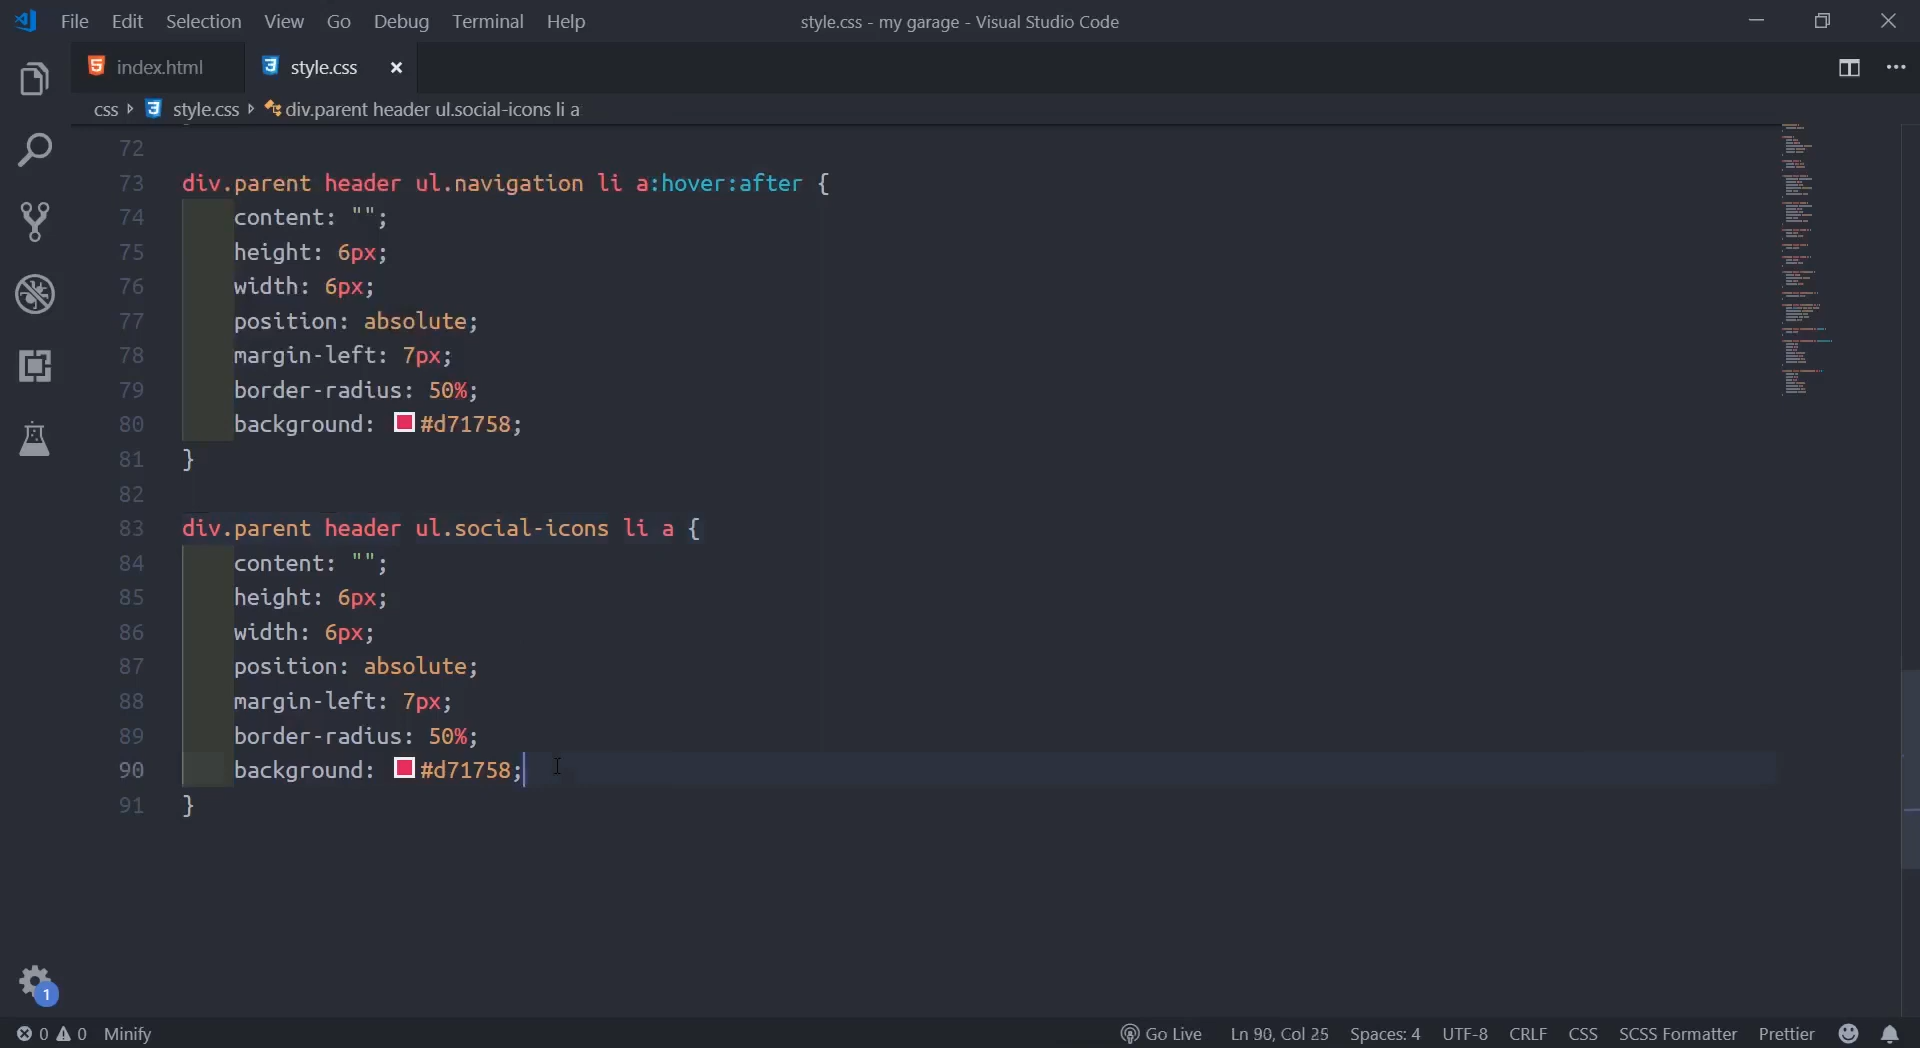 File Edit Selection View Go Debug Terminal Help
style.css - my garage - Visual Studio Code
index.html style.css
css style.css div.parent header ul.social-icons li a
72
73 div.parent header ul.navigation li a:hover:after {
74 content: "";
75 height: 6px;
76 width: 6px;
77 position: absolute;
78 margin-left: 7px;
79 border-radius: 50%;
80 background: #d71758;
81 }
82
83 div.parent header ul.social-icons li a {
84 content: "";
85 height: 6px;
86 width: 6px;
87 position: absolute;
88 margin-left: 7px;
89 border-radius: 50%;
90 background: #d71758;
91 }
1
0 0 Minify Go Live Ln 90, Col 25 Spaces: 4 UTF-8 CRLF CSS SCSS Formatter Prettier